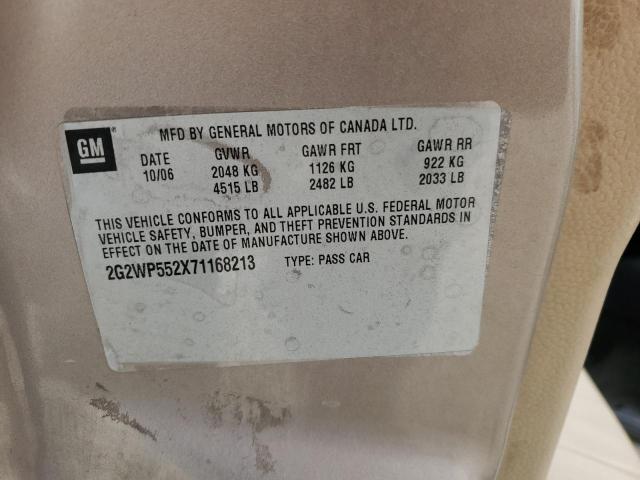 GM
MFD BY GENERAL MOTORS OF CANADA LTD.
DATE GVWR GAWR FRT GAWR RR
10/06 2048 KG 1126 KG 922 KG
4515 LB 2482 LB 2033 LB
THIS VEHICLE CONFORMS TO ALL APPLICABLE U.S. FEDERAL MOTOR
VEHICLE SAFETY, BUMPER, AND THEFT PREVENTION STANDARDS IN
EFFECT ON THE DATE OF MANUFACTURE SHOWN ABOVE.
2G2WP552X71168213 TYPE: PASS CAR